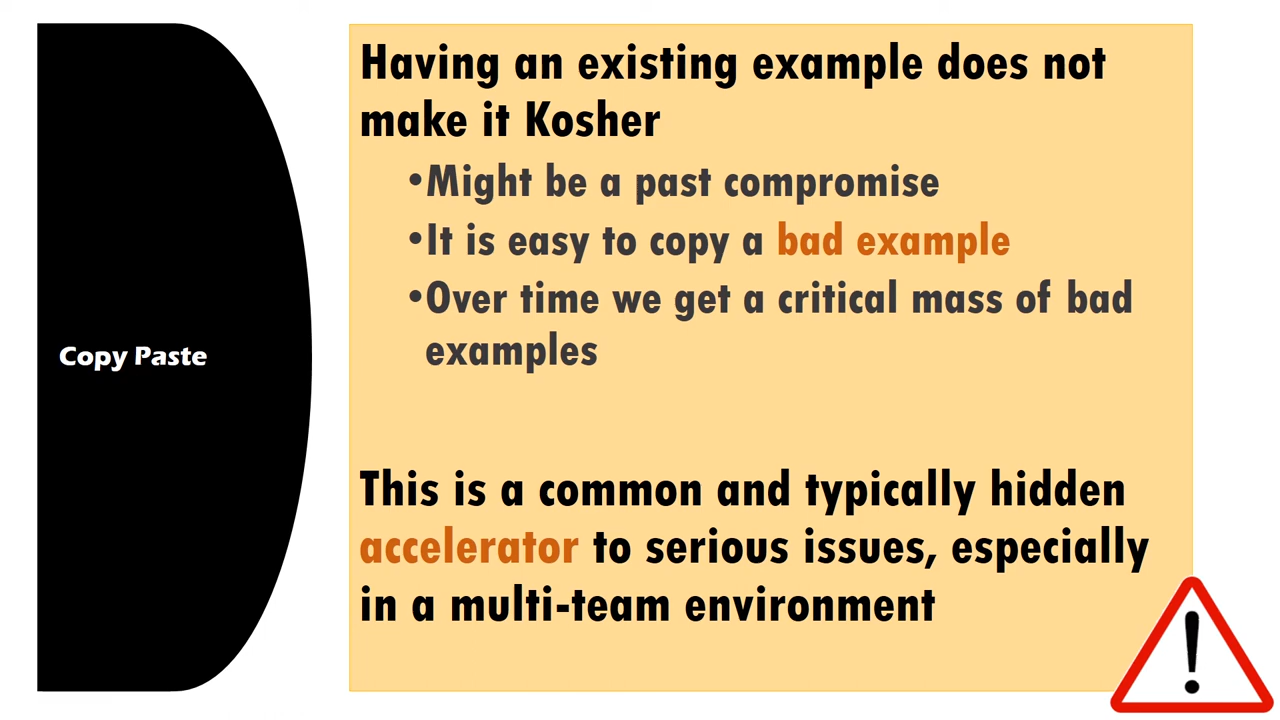 Copy Paste
Having an existing example does not
make it Kosher
•Might be a past compromise
•It is easy to copy a bad example
•Over time we get a critical mass of bad
examples
This is a common and typically hidden
accelerator to serious issues, especially
in a multi-team environment
!